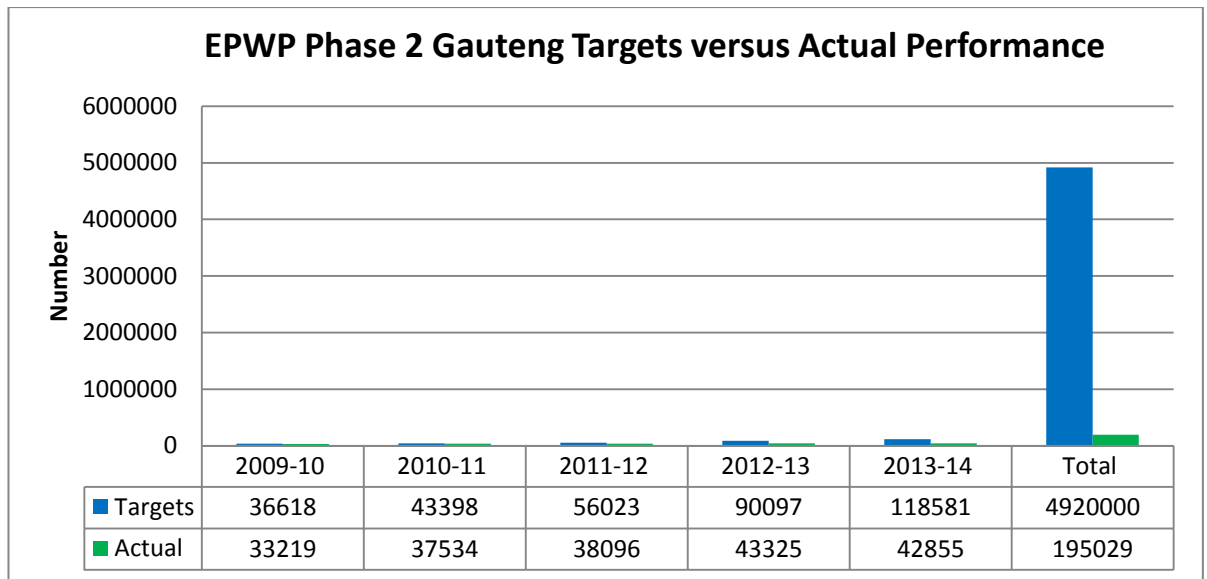 EPWP Phase 2 Gauteng Targets versus Actual Performance
6000000
5000000
4000000
3000000
2000000
1000000
0
Number
2009-10 2010-11 2011-12 2012-13 2013-14 Total
Targets 36618 43398 56023 90097 118581 4920000
Actual 33219 37534 38096 43325 42855 195029